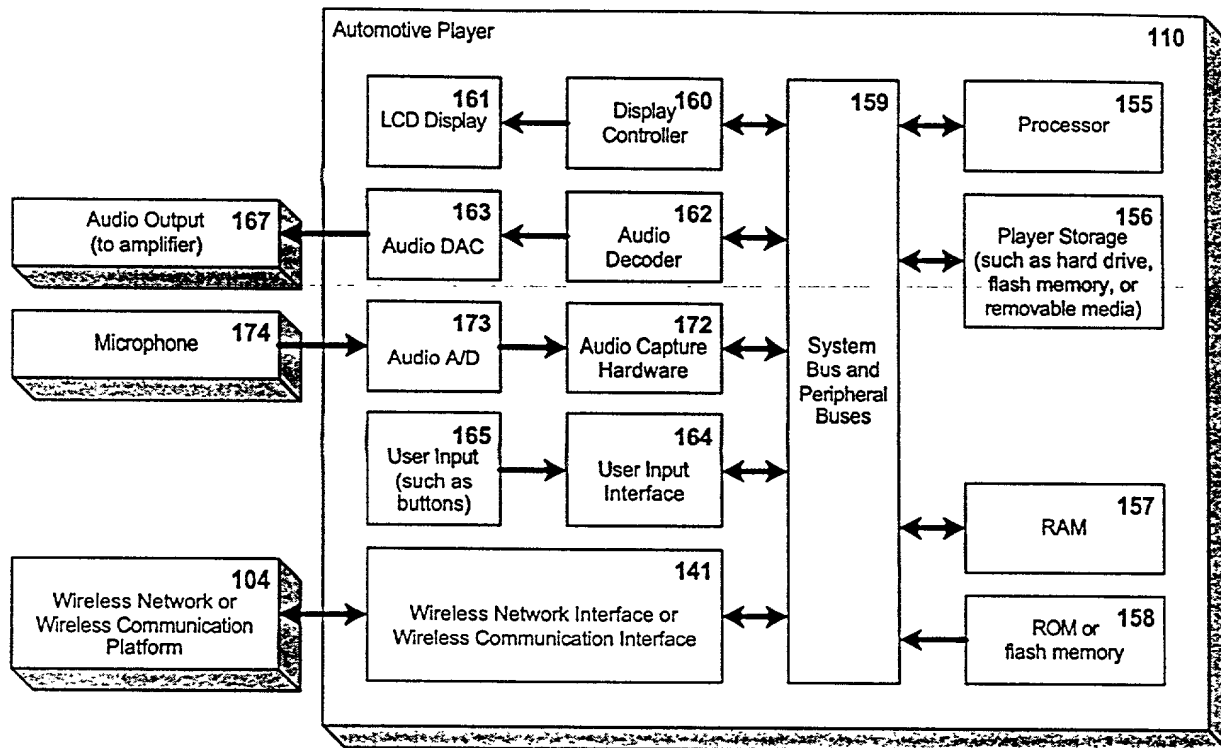 Automotive Player
110
161
LCD Display
160
Display
Controller
159
System
Bus and
Peripheral
Buses
155
Processor
167
Audio Output
(to amplifier)
163
Audio DAC
162
Audio
Decoder
156
Player Storage
(such as hard drive,
flash memory, or
removable media)
174
Microphone
173
Audio A/D
172
Audio Capture
Hardware
165
User Input
(such as
buttons)
164
User Input
Interface
157
RAM
104
Wireless Network or
Wireless Communication
Platform
141
Wireless Network Interface or
Wireless Communication Interface
158
ROM or
flash memory